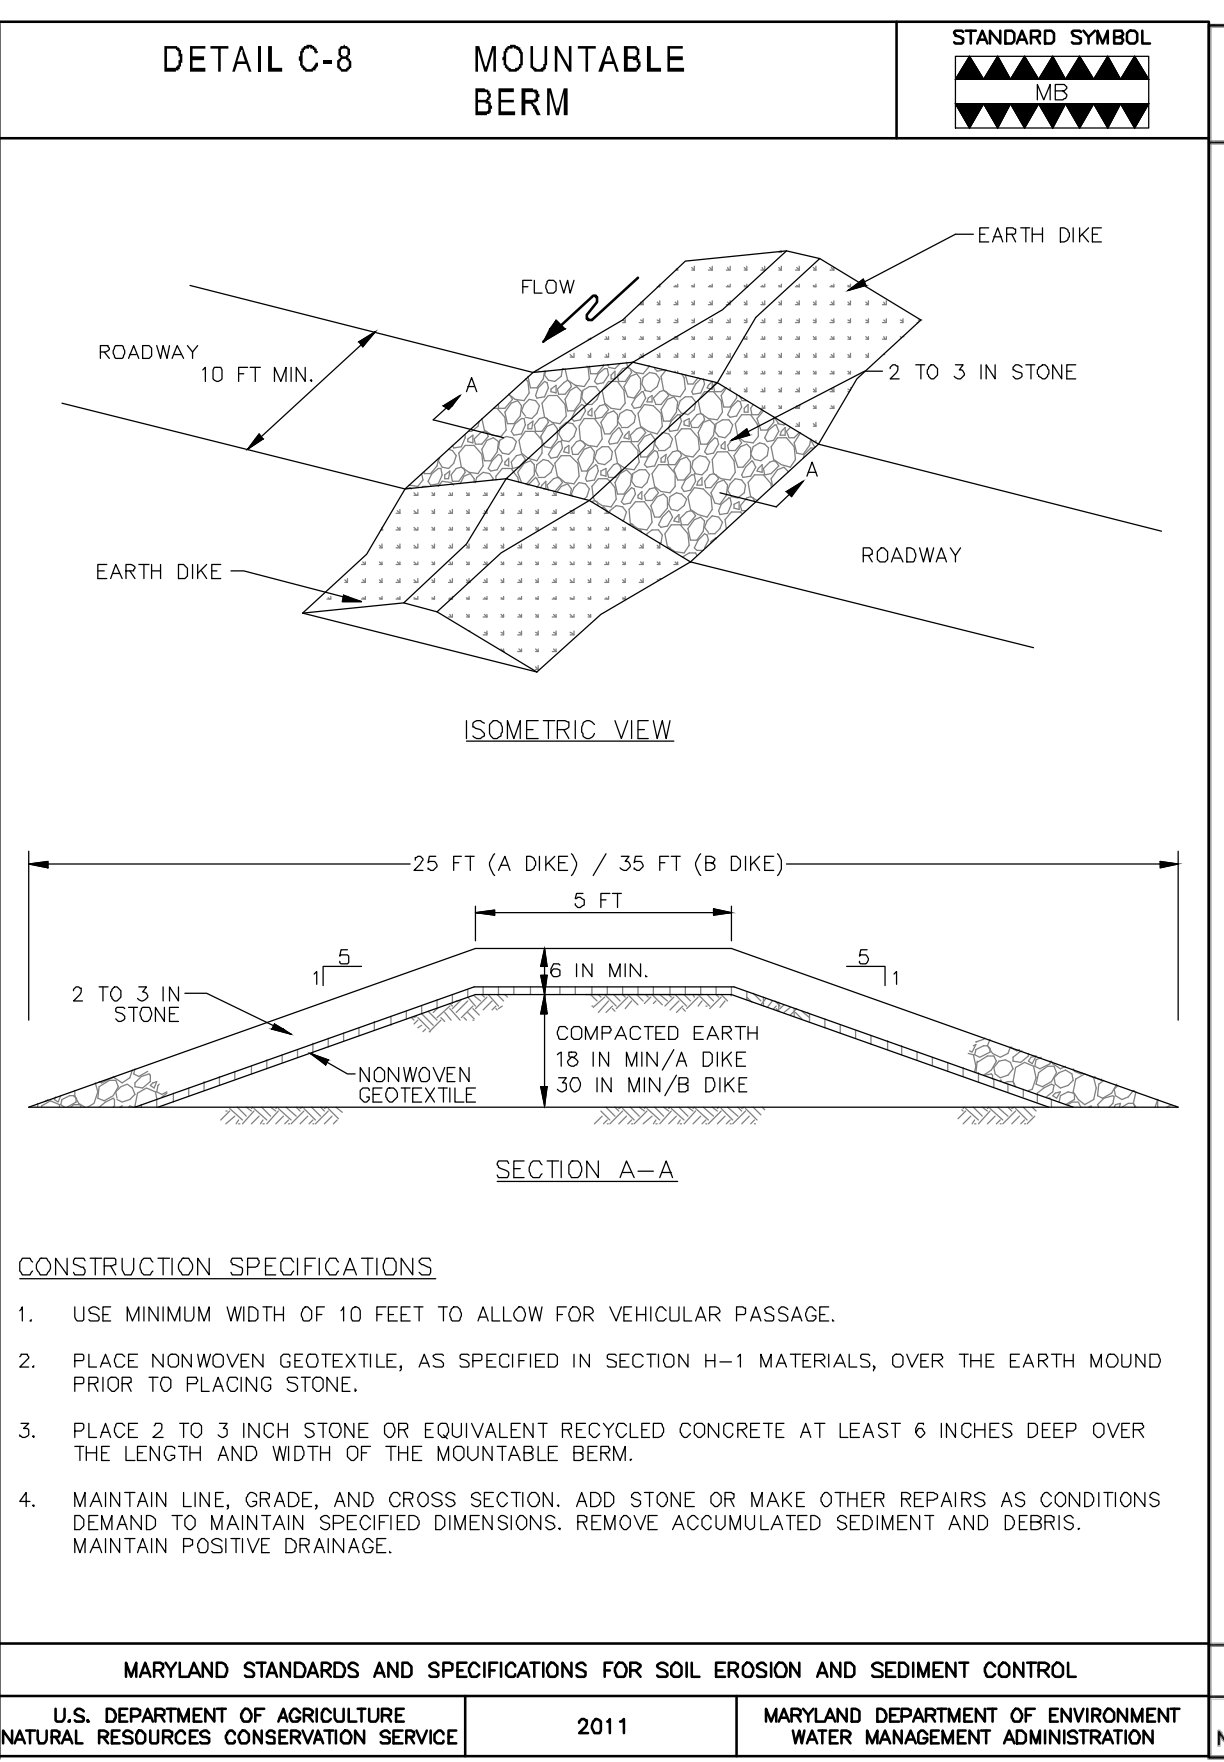 DETAIL C-8
MOUNTABLE
BERM
STANDARD SYMBOL
MB
EARTH DIKE
FLOW
ROADWAY
10 FT MIN.
2 TO 3 IN STONE
A
A
ROADWAY
EARTH DIKE
ISOMETRIC VIEW
25 FT (A DIKE) / 35 FT (B DIKE)
5 FT
5
1
5
1
6 IN MIN.
2 TO 3 IN
STONE
COMPACTED EARTH
18 IN MIN/A DIKE
30 IN MIN/B DIKE
NONWOVEN
GEOTEXTILE
SECTION A-A
CONSTRUCTION SPECIFICATIONS
1. USE MINIMUM WIDTH OF 10 FEET TO ALLOW FOR VEHICULAR PASSAGE.
2. PLACE NONWOVEN GEOTEXTILE, AS SPECIFIED IN SECTION H-1 MATERIALS, OVER THE EARTH MOUND
PRIOR TO PLACING STONE.
3. PLACE 2 TO 3 INCH STONE OR EQUIVALENT RECYCLED CONCRETE AT LEAST 6 INCHES DEEP OVER
THE LENGTH AND WIDTH OF THE MOUNTABLE BERM.
4. MAINTAIN LINE, GRADE, AND CROSS SECTION. ADD STONE OR MAKE OTHER REPAIRS AS CONDITIONS
DEMAND TO MAINTAIN SPECIFIED DIMENSIONS. REMOVE ACCUMULATED SEDIMENT AND DEBRIS.
MAINTAIN POSITIVE DRAINAGE.
MARYLAND STANDARDS AND SPECIFICATIONS FOR SOIL EROSION AND SEDIMENT CONTROL
U.S. DEPARTMENT OF AGRICULTURE
NATURAL RESOURCES CONSERVATION SERVICE
2011
MARYLAND DEPARTMENT OF ENVIRONMENT
WATER MANAGEMENT ADMINISTRATION